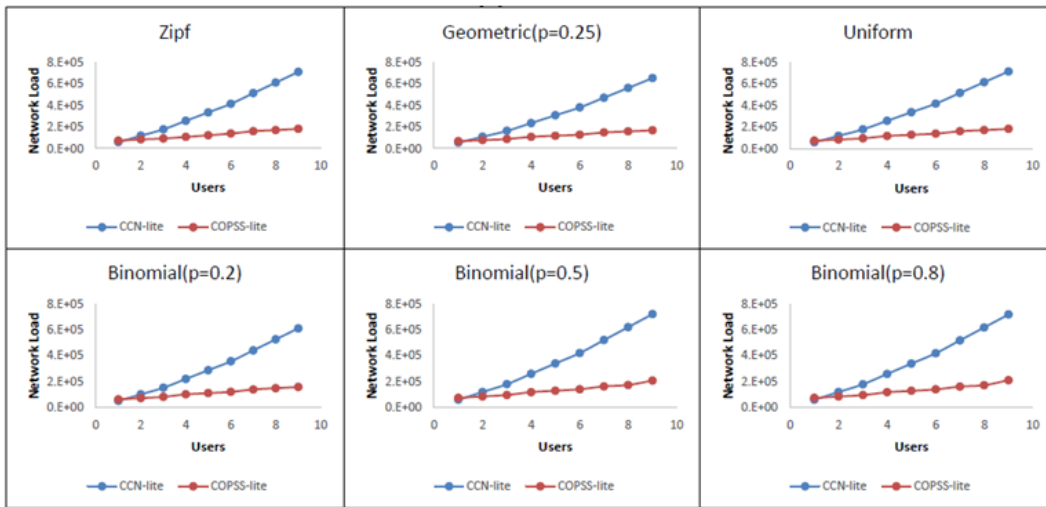 Zipf
Network Load
8.E+05
6.E+05
4.E+05
2.E+05
0.E+00
0 2 4 6 8 10
Users
CCN-lite COPSS-lite
Geometric(p=0.25)
Network Load
8.E+05
6.E+05
4.E+05
2.E+05
0.E+00
0 2 4 6 8 10
Users
CCN-lite COPSS-lite
Uniform
Network Load
8.E+05
6.E+05
4.E+05
2.E+05
0.E+00
0 2 4 6 8 10
Users
CCN-lite COPSS-lite
Binomial(p=0.2)
Network Load
8.E+05
6.E+05
4.E+05
2.E+05
0.E+00
0 2 4 6 8 10
Users
CCN-lite COPSS-lite
Binomial(p=0.5)
Network Load
8.E+05
6.E+05
4.E+05
2.E+05
0.E+00
0 2 4 6 8 10
Users
CCN-lite COPSS-lite
Binomial(p=0.8)
Network Load
8.E+05
6.E+05
4.E+05
2.E+05
0.E+00
0 2 4 6 8 10
Users
CCN-lite COPSS-lite